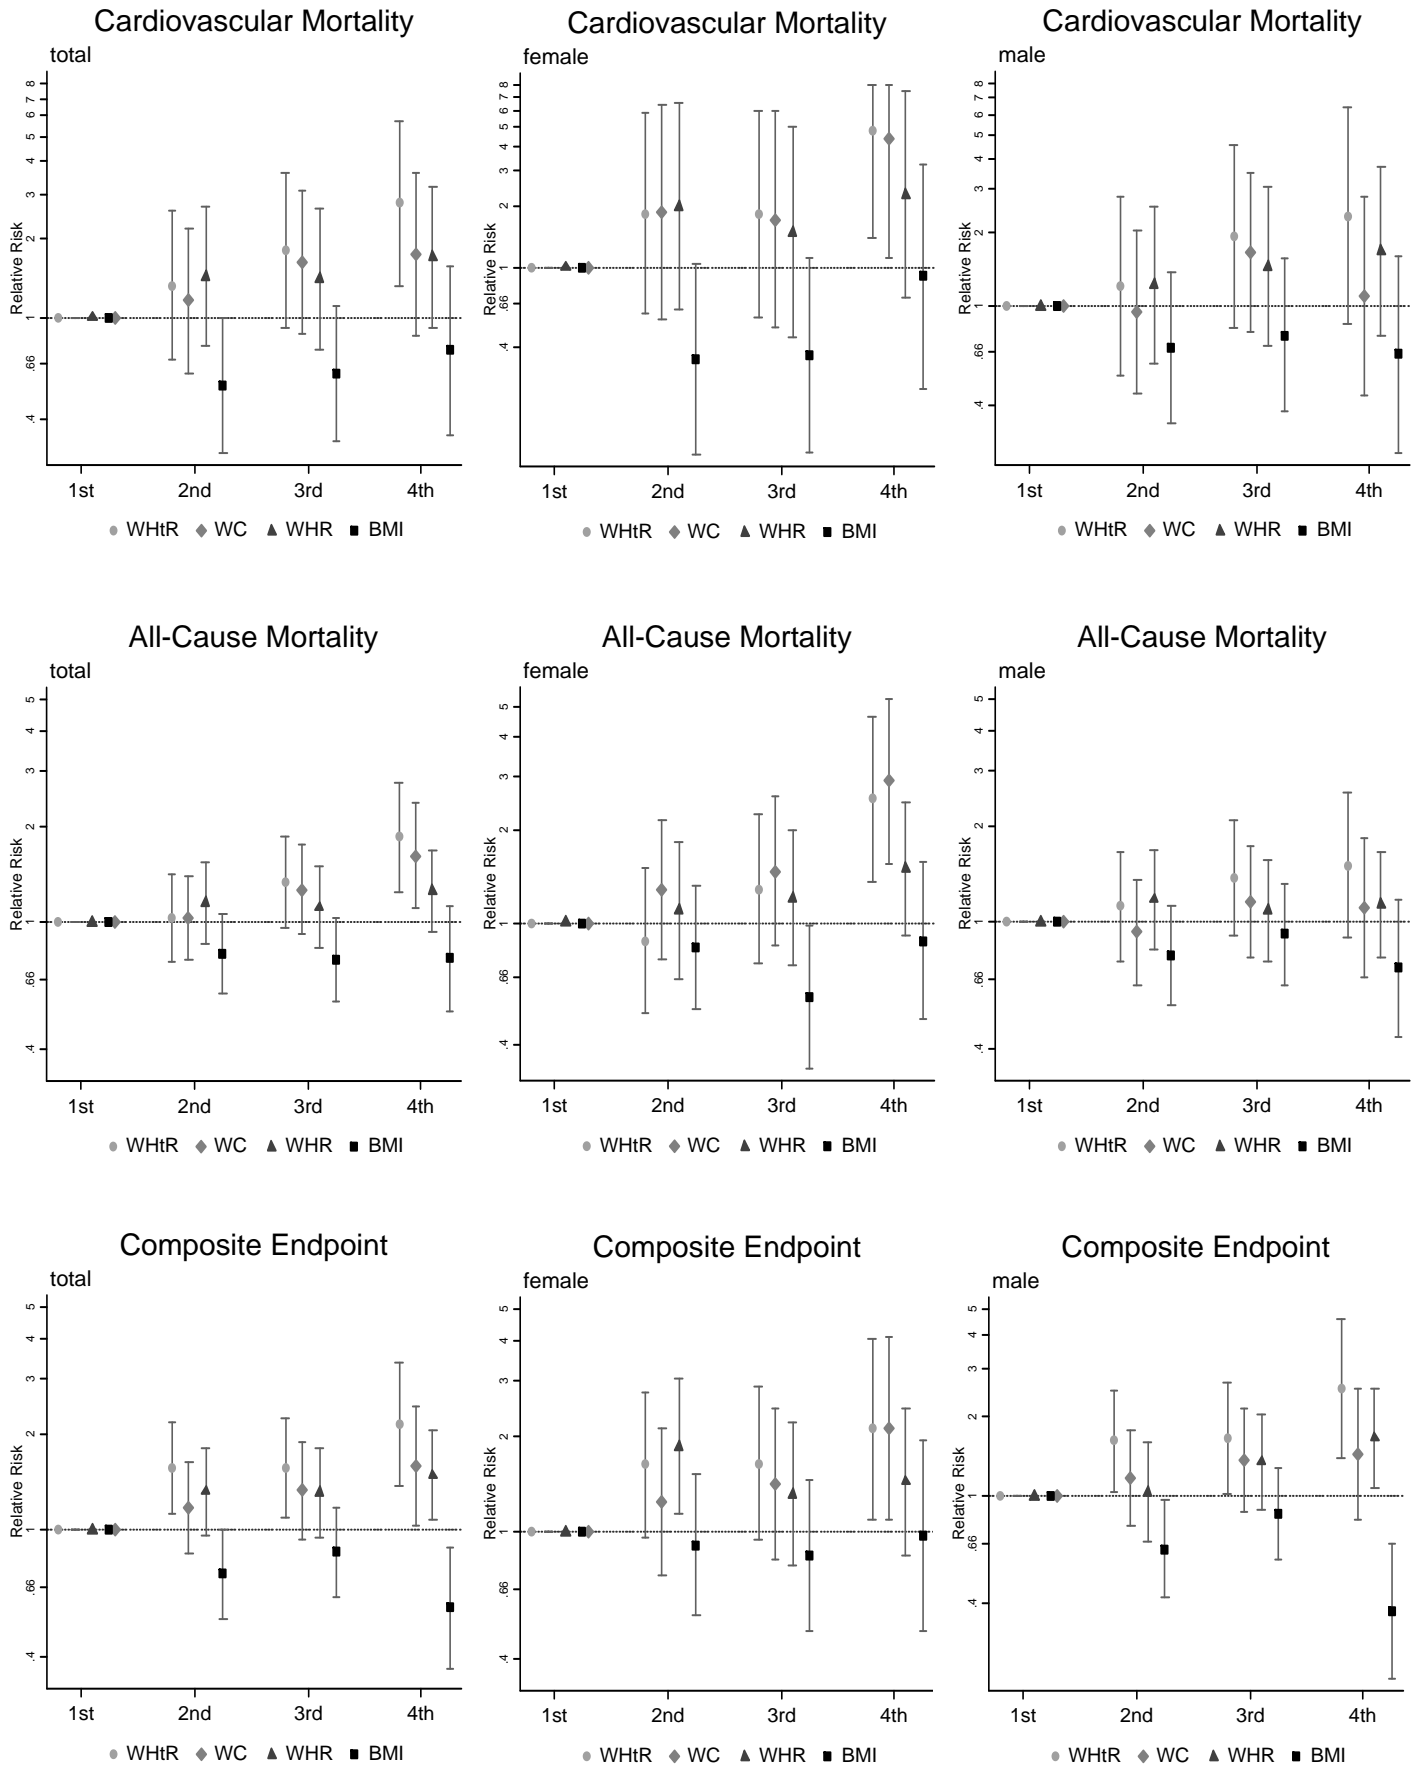 Cardiovascular Mortality
total
Relative Risk
8
7
6
5
4
3
2
1
.66
.4
1st 2nd 3rd 4th
WHtR WC WHR BMI
Cardiovascular Mortality
female
Relative Risk
8
7
6
5
4
3
2
1
.66
.4
1st 2nd 3rd 4th
WHtR WC WHR BMI
Cardiovascular Mortality
male
Relative Risk
8
7
6
5
4
3
2
1
.66
.4
1st 2nd 3rd 4th
WHtR WC WHR BMI
All-Cause Mortality
total
Relative Risk
5
4
3
2
1
.66
.4
1st 2nd 3rd 4th
WHtR WC WHR BMI
All-Cause Mortality
female
Relative Risk
5
4
3
2
1
.66
.4
1st 2nd 3rd 4th
WHtR WC WHR BMI
All-Cause Mortality
male
Relative Risk
5
4
3
2
1
.66
.4
1st 2nd 3rd 4th
WHtR WC WHR BMI
Composite Endpoint
total
Relative Risk
5
4
3
2
1
.66
.4
1st 2nd 3rd 4th
WHtR WC WHR BMI
Composite Endpoint
female
Relative Risk
5
4
3
2
1
.66
.4
1st 2nd 3rd 4th
WHtR WC WHR BMI
Composite Endpoint
male
Relative Risk
5
4
3
2
1
.66
.4
1st 2nd 3rd 4th
WHtR WC WHR BMI